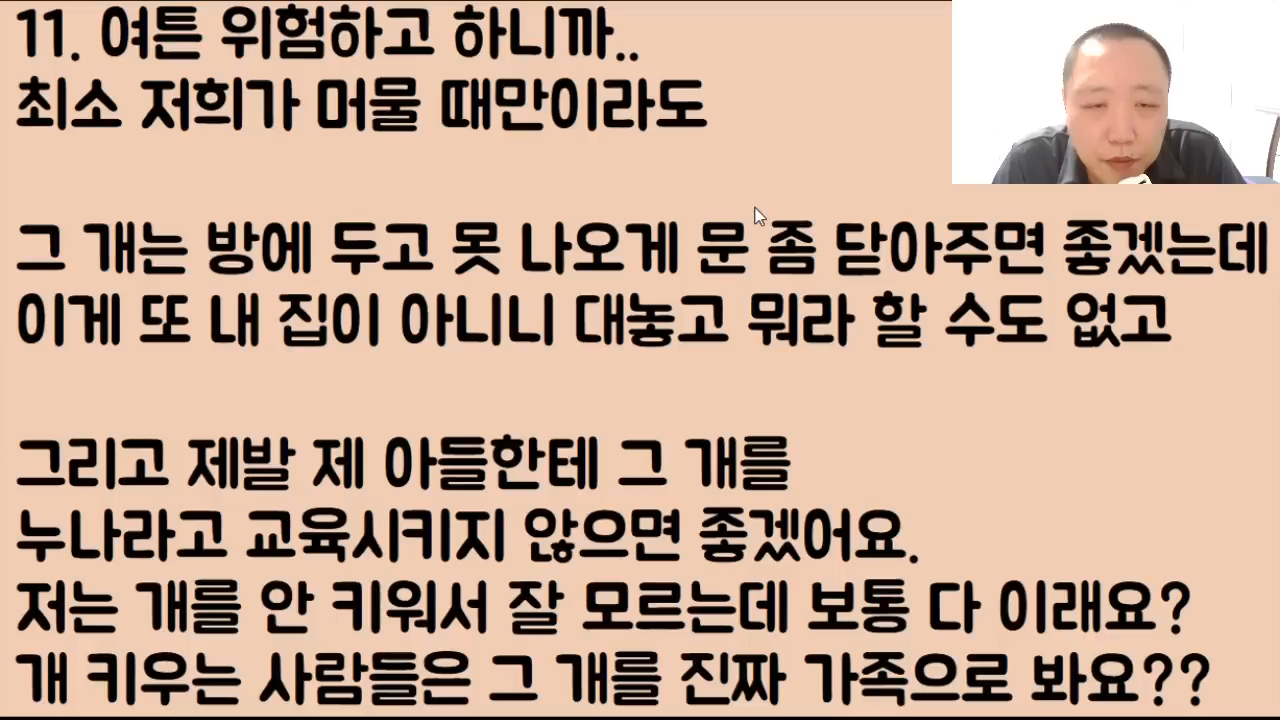 11. 여튼 위험하고 하니까..
최소 저희가 머물 때만이라도
그 개는 방에 두고 못 나오게 문 좀 닫아주면 좋겠는데
이게 또 내 집이 아니니 대놓고 뭐라 할 수도 없고
그리고 제발 제 아들한테 그 개를
누나라고 교육시키지 않으면 좋겠어요.
저는 개를 안 키워서 잘 모르는데 보통 다 이래요?
개 키우는 사람들은 그 개를 진짜 가족으로 봐요??